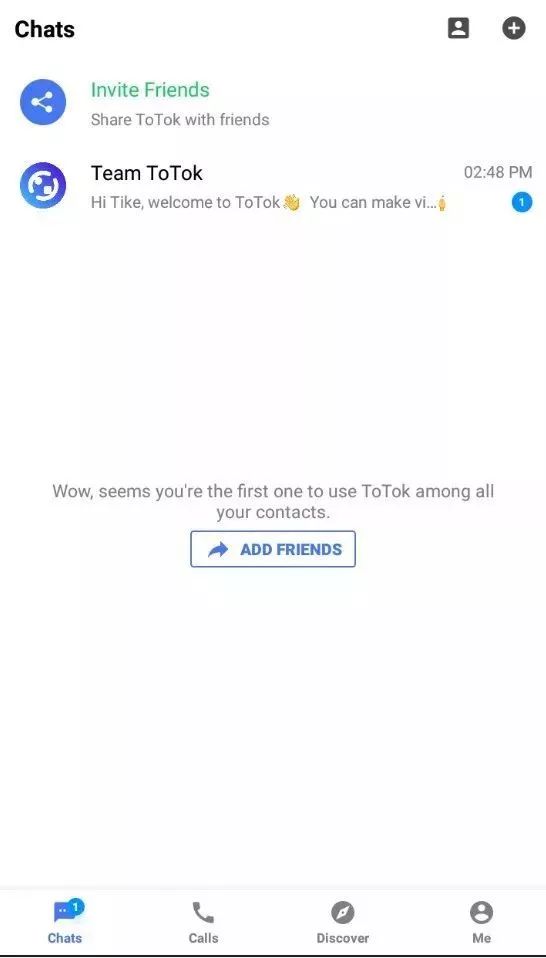 Chats
Invite Friends
Share ToTok with friends
Team ToTok
02:48 PM
Hi Tike, welcome to ToTok👋 You can make vi...
1
Wow, seems you're the first one to use ToTok among all
your contacts.
ADD FRIENDS
1
Chats
Calls
Discover
Me